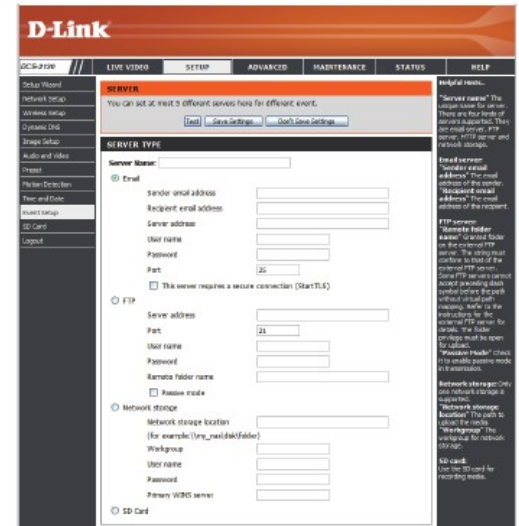 D-Link
DCS-2130 //
LIVE VIDEO
SETUP
ADVANCED
MAINTENANCE
STATUS
HELP
Setup Wizard
Network Setup
Wireless Setup
Dynamic DNS
Image Setup
Audio and Video
Preset
Motion Detection
Time and Date
Event Setup
SD Card
Logout
SERVER
You can set at most 5 different servers here for different event.
Test
Save Settings
Don't Save Settings
SERVER TYPE
Server Name:
Email
Sender email address
Recipient email address
Server address
User name
Password
Port 25
This server requires a secure connection (StartTLS)
FTP
Server address
Port 21
User name
Password
Remote folder name
Passive mode
Network storage
Network storage location
(for example:\\my_nas\disk\folder)
Workgroup
User name
Password
Primary WINS server
SD Card
Helpful Hints..
"Server name" The
unique name for server.
There are four kinds of
servers supported. They
are email server, FTP
server, HTTP server and
network storage.
Email server:
"Sender email
address" The email
address of the sender.
"Recipient email
address" The email
address of the recipient.
FTP server:
"Remote folder
name" Granted folder
on the external FTP
server. The string must
conform to that of the
external FTP server.
Some FTP servers cannot
accept preceding slash
symbol before the path
without virtual path
mapping. Refer to the
instructions for the
external FTP server for
details. The folder
privilege must be open
for upload.
"Passive Mode" Check
it to enable passive mode
in transmission.
Network storage: Only
one network storage is
supported.
"Network storage
location" The path to
upload the media.
"Workgroup" The
workgroup for network
storage.
SD card:
Use the SD card for
recording media.